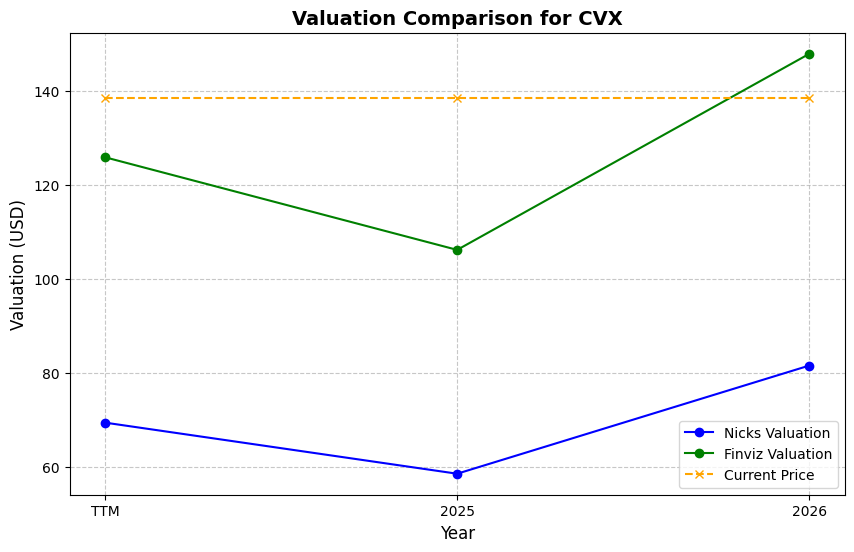 Valuation Comparison for CVX
Valuation (USD)
140
120
100
80
60
TTM
2025
2026
Year
Nicks Valuation
Finviz Valuation
Current Price